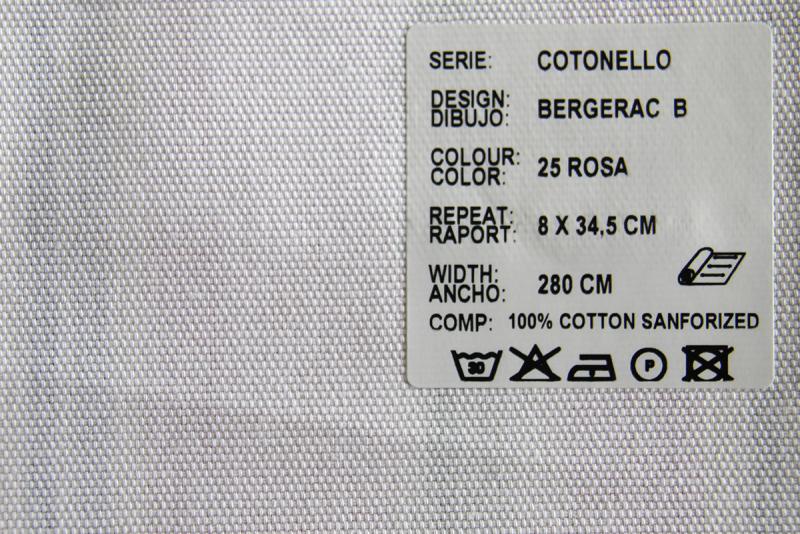 SERIE: COTONELLO
DESIGN:
DIBUJO: BERGERAC B
COLOUR:
COLOR: 25 ROSA
REPEAT:
RAPORT: 8 X 34,5 CM
WIDTH:
ANCHO: 280 CM
COMP: 100% COTTON SANFORIZED
30 P